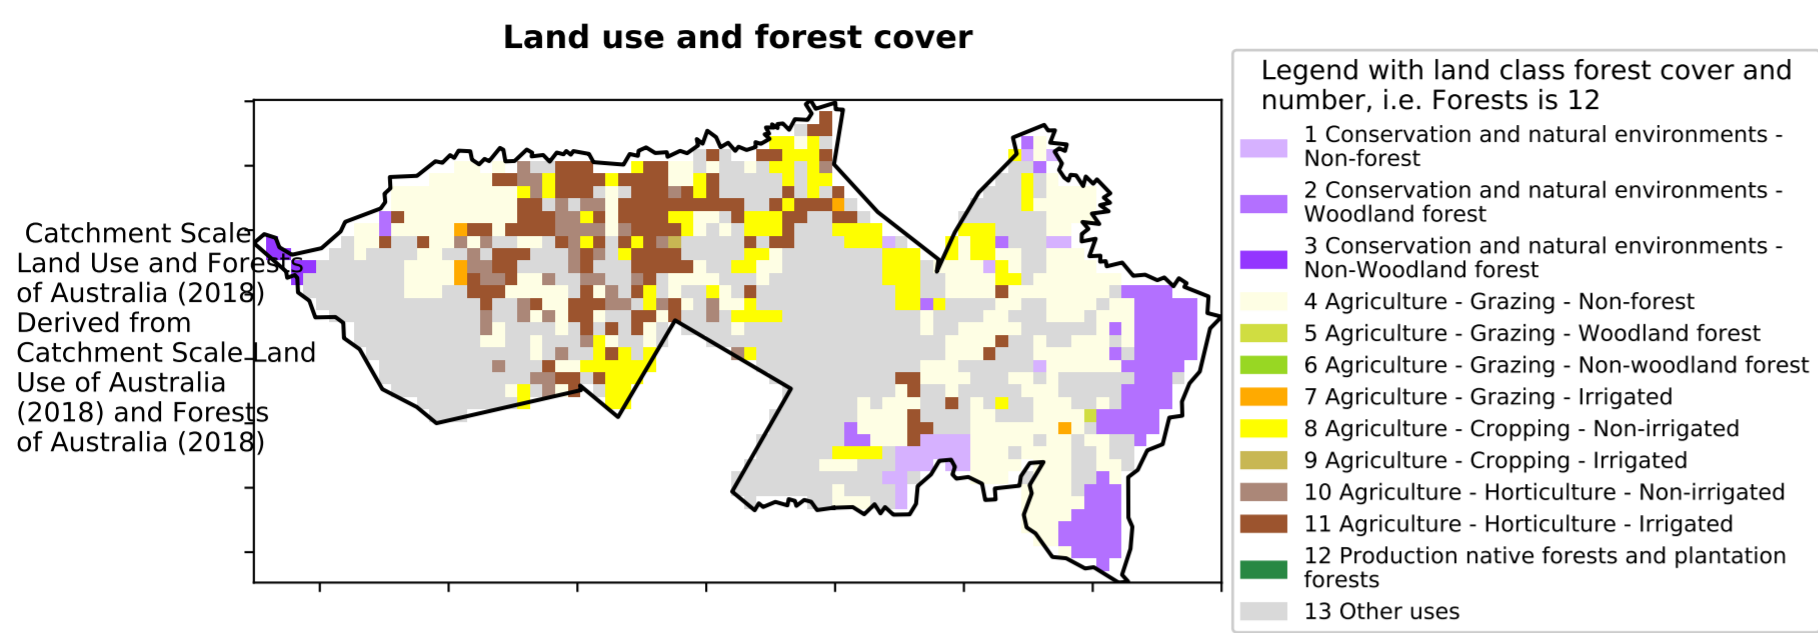 Land use and forest cover
Catchment Scale
Land Use and Forests
of Australia (2018)
Derived from
Catchment Scale Land
Use of Australia
(2018) and Forests
of Australia (2018)
Legend with land class forest cover and
number, i.e. Forests is 12
1 Conservation and natural environments -
Non-forest
2 Conservation and natural environments -
Woodland forest
3 Conservation and natural environments -
Non-Woodland forest
4 Agriculture - Grazing - Non-forest
5 Agriculture - Grazing - Woodland forest
6 Agriculture - Grazing - Non-woodland forest
7 Agriculture - Grazing - Irrigated
8 Agriculture - Cropping - Non-irrigated
9 Agriculture - Cropping - Irrigated
10 Agriculture - Horticulture - Non-irrigated
11 Agriculture - Horticulture - Irrigated
12 Production native forests and plantation
forests
13 Other uses